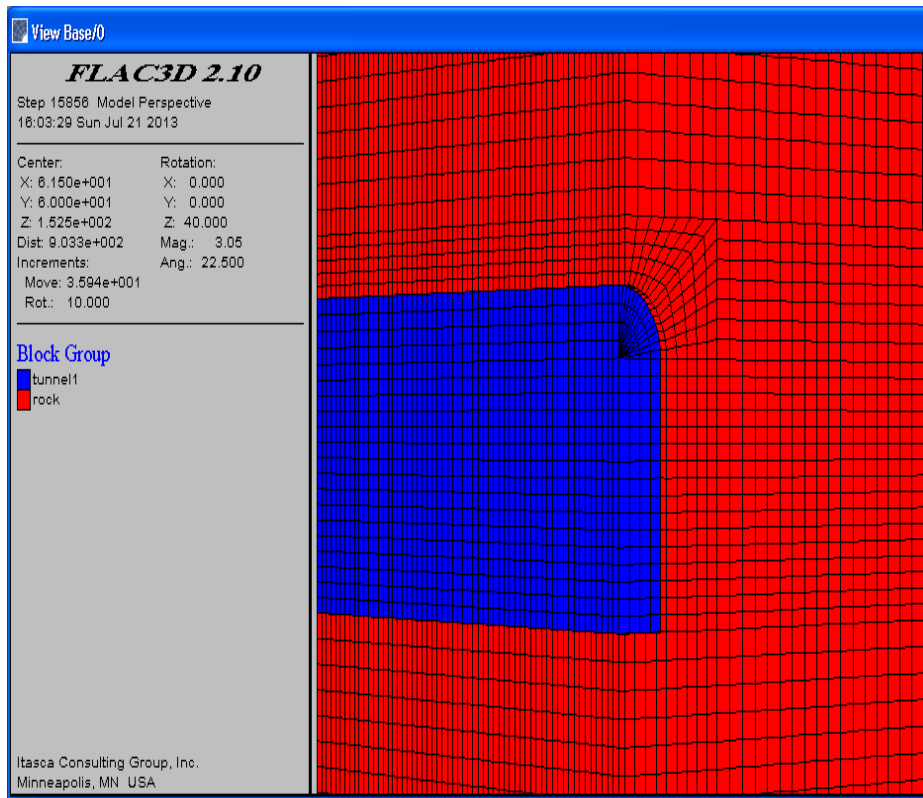 View Base/0
FLAC3D 2.10
Step 15856 Model Perspective
16:03:29 Sun Jul 21 2013
Center: Rotation:
X: 6.150e+001 X: 0.000
Y: 6.000e+001 Y: 0.000
Z: 1.525e+002 Z: 40.000
Dist: 9.033e+002 Mag.: 3.05
Increments: Ang.: 22.500
Move: 3.594e+001
Rot.: 10.000
Block Group
tunnel1
rock
Itasca Consulting Group, Inc.
Minneapolis, MN USA